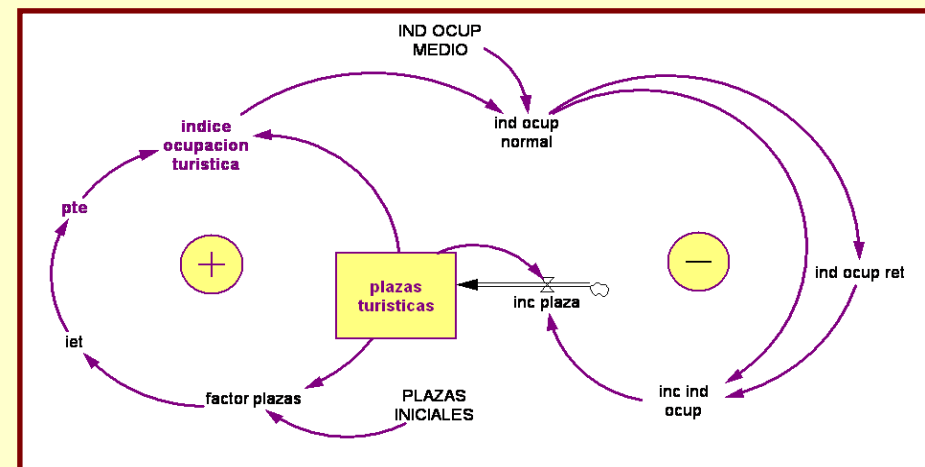 IND OCUP
MEDIO
indice
ocupacion
turistica
ind ocup
normal
pte
+
−
plazas
turisticas
inc plaza
ind ocup ret
iet
factor plazas
PLAZAS
INICIALES
inc ind
ocup